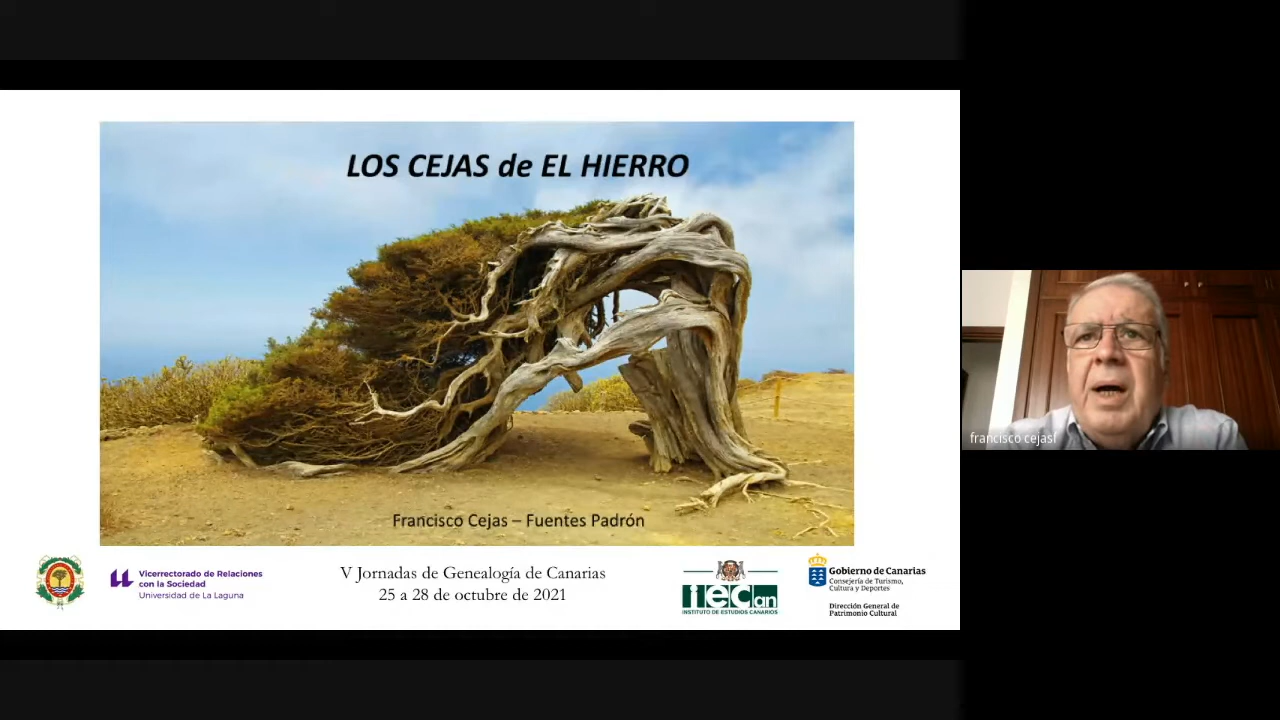 LOS CEJAS de EL HIERRO
Francisco Cejas – Fuentes Padrón
Vicerrectorado de Relaciones
con la Sociedad
Universidad de La Laguna
V Jornadas de Genealogía de Canarias
25 a 28 de octubre de 2021
iecan
INSTITUTO DE ESTUDIOS CANARIOS
Gobierno de Canarias
Consejería de Turismo,
Cultura y Deportes
Dirección General de
Patrimonio Cultural
francisco cejasf